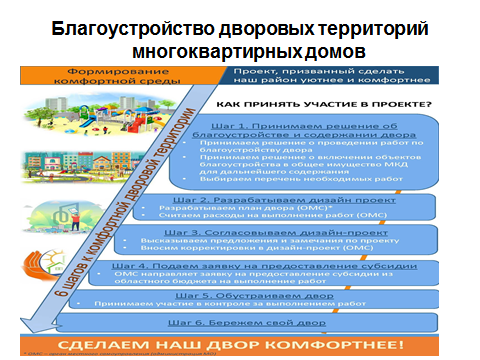 Благоустройство дворовых территорий
многоквартирных домов
Формирование
комфортной среды
Проект, призванный сделать
наш район уютнее и комфортнее
КАК ПРИНЯТЬ УЧАСТИЕ В ПРОЕКТЕ?
6 шагов к комфортной дворовой территории
Шаг 1. Принимаем решение об
благоустройстве и содержании двора
• Принимаем решение о проведении работ по
благоустройству двора
• Принимаем решение о включении объектов
благоустройства в общее имущество МКД
для дальнейшего содержания
• Выбираем перечень необходимых работ
Шаг 2. Разрабатываем дизайн проект
• Разрабатываем план двора (ОМС)*
• Считаем расходы на выполнение работ (ОМС)
Шаг 3. Согласовываем дизайн-проект
• Высказываем предложения и замечания по проекту
• Вносим корректировки в дизайн-проект (ОМС)
Шаг 4. Подаем заявку на предоставление субсидии
• ОМС направляет заявку на предоставление субсидии из
областного бюджета на выполнение работ
Шаг 5. Обустраиваем двор
• Принимаем участие в контроле за выполнением работ
Шаг 6. Бережем свой двор
СДЕЛАЕМ НАШ ДВОР КОМФОРТНЕЕ!